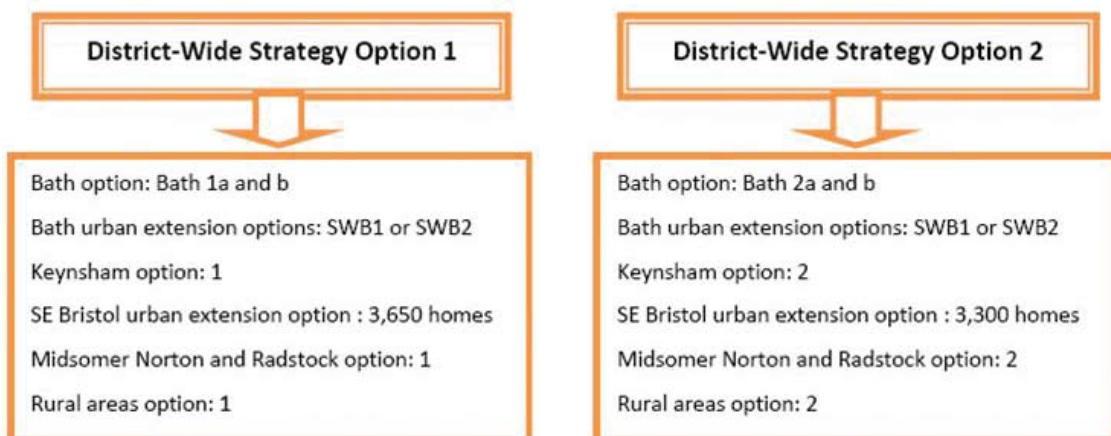 District-Wide Strategy Option 1
Bath option: Bath 1a and b
Bath urban extension options: SWB1 or SWB2
Keynsham option: 1
SE Bristol urban extension option : 3,650 homes
Midsomer Norton and Radstock option: 1
Rural areas option: 1
District-Wide Strategy Option 2
Bath option: Bath 2a and b
Bath urban extension options: SWB1 or SWB2
Keynsham option: 2
SE Bristol urban extension option : 3,300 homes
Midsomer Norton and Radstock option: 2
Rural areas option: 2